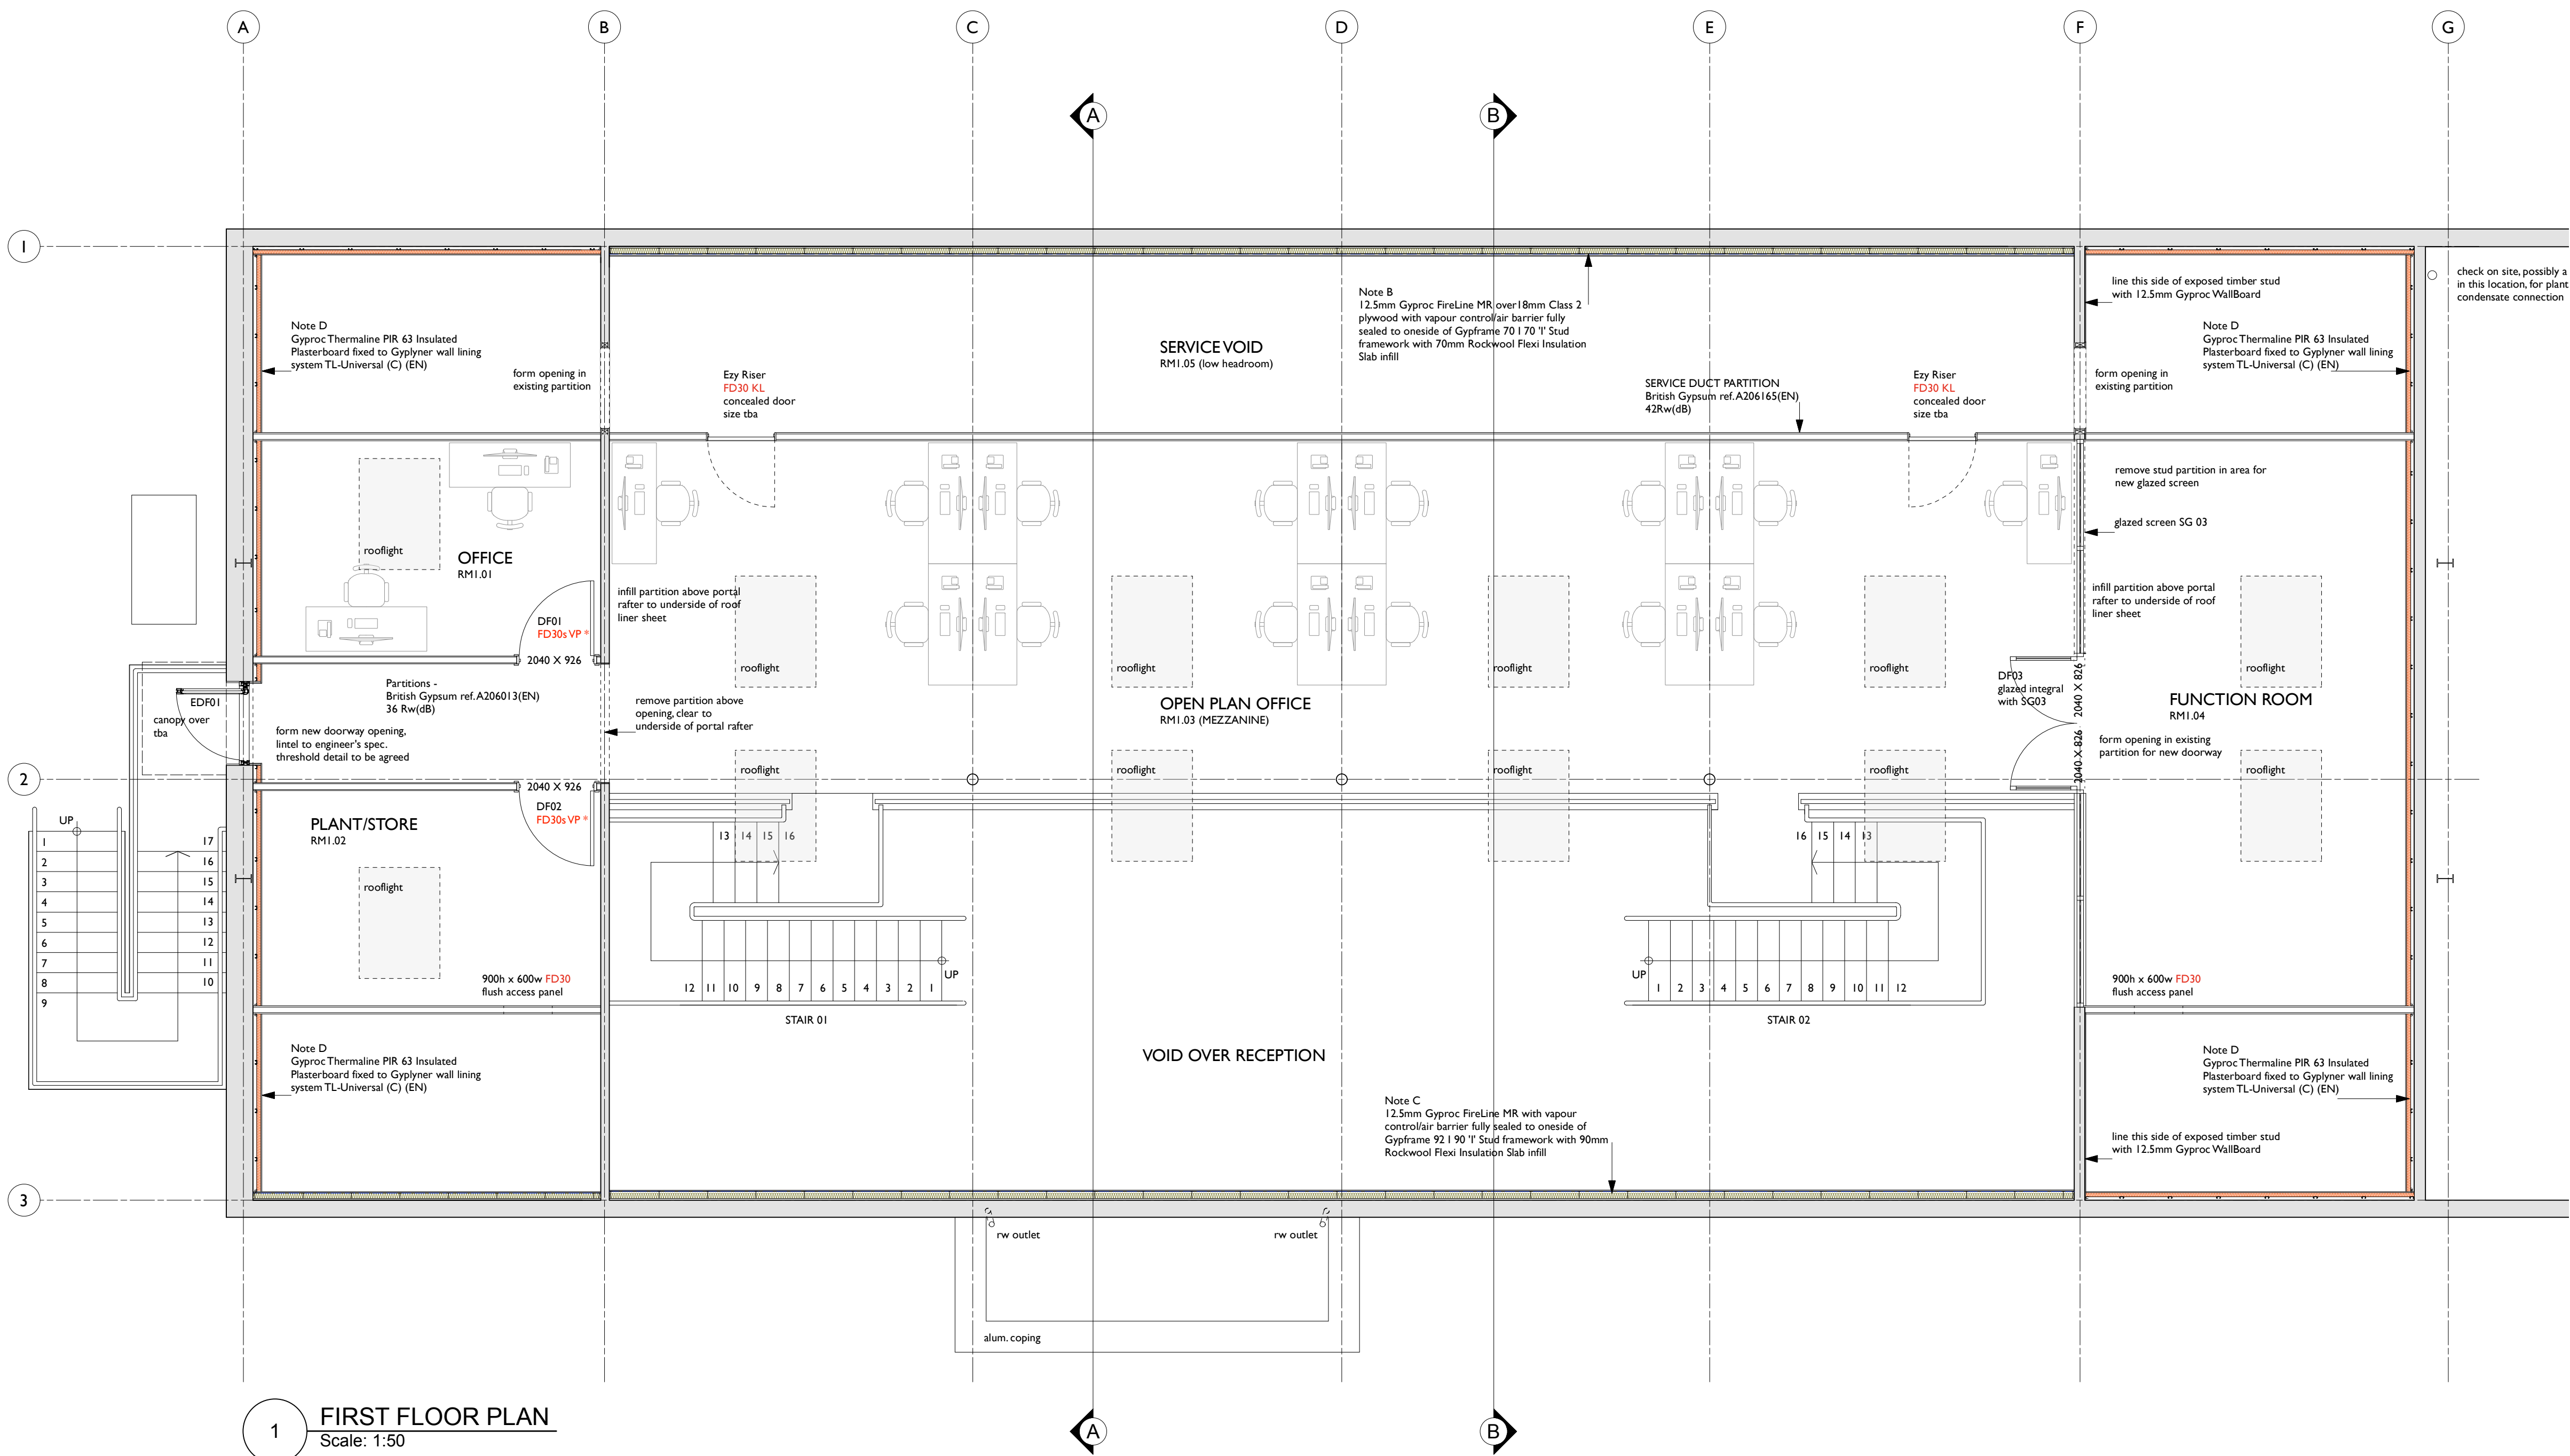 A
B
C
D
E
F
G
A
B
1
check on site, possibly a
in this location, for plant
condensate connection
line this side of exposed timber stud
with 12.5mm Gyproc WallBoard
Note B
12.5mm Gyproc FireLine MR over18mm Class 2
plywood with vapour control/air barrier fully
sealed to oneside of Gypframe 70 I 70 'I' Stud
framework with 70mm Rockwool Flexi Insulation
Slab infill
Note D
Gyproc Thermaline PIR 63 Insulated
Plasterboard fixed to Gyplyner wall lining
system TL-Universal (C) (EN)
Note D
Gyproc Thermaline PIR 63 Insulated
Plasterboard fixed to Gyplyner wall lining
system TL-Universal (C) (EN)
SERVICE VOID
RM1.05 (low headroom)
form opening in
existing partition
Ezy Riser
FD30 KL
concealed door
size tba
SERVICE DUCT PARTITION
British Gypsum ref. A206165(EN)
42Rw(dB)
Ezy Riser
FD30 KL
concealed door
size tba
form opening in
existing partition
remove stud partition in area for
new glazed screen
glazed screen SG 03
rooflight
OFFICE
RM1.01
infill partition above portal
rafter to underside of roof
liner sheet
infill partition above portal
rafter to underside of roof
liner sheet
DF01
FD30s VP *
2040 X 926
rooflight
rooflight
rooflight
rooflight
rooflight
Partitions -
British Gypsum ref. A206013(EN)
36 Rw(dB)
EDF01
canopy over
tba
form new doorway opening,
lintel to engineer's spec.
threshold detail to be agreed
remove partition above
opening, clear to
underside of portal rafter
OPEN PLAN OFFICE
RM1.03 (MEZZANINE)
DF03
glazed integral
with SG03
2040 X 826
2040 X 826
FUNCTION ROOM
RM1.04
form opening in existing
partition for new doorway
2
rooflight
rooflight
rooflight
rooflight
rooflight
2040 X 926
DF02
FD30s VP *
PLANT/STORE
RM1.02
UP
1
2
3
4
5
6
7
8
9
17
16
15
14
13
12
11
10
rooflight
13 14 15 16
16 15 14 13
900h x 600w FD30
flush access panel
UP
12 11 10 9 8 7 6 5 4 3 2 1
STAIR 01
UP
1 2 3 4 5 6 7 8 9 10 11 12
STAIR 02
900h x 600w FD30
flush access panel
VOID OVER RECEPTION
Note D
Gyproc Thermaline PIR 63 Insulated
Plasterboard fixed to Gyplyner wall lining
system TL-Universal (C) (EN)
Note D
Gyproc Thermaline PIR 63 Insulated
Plasterboard fixed to Gyplyner wall lining
system TL-Universal (C) (EN)
Note C
12.5mm Gyproc FireLine MR with vapour
control/air barrier fully sealed to oneside of
Gypframe 92 I 90 'I' Stud framework with 90mm
Rockwool Flexi Insulation Slab infill
line this side of exposed timber stud
with 12.5mm Gyproc WallBoard
3
rw outlet
rw outlet
alum. coping
1
FIRST FLOOR PLAN
Scale: 1:50
A
B